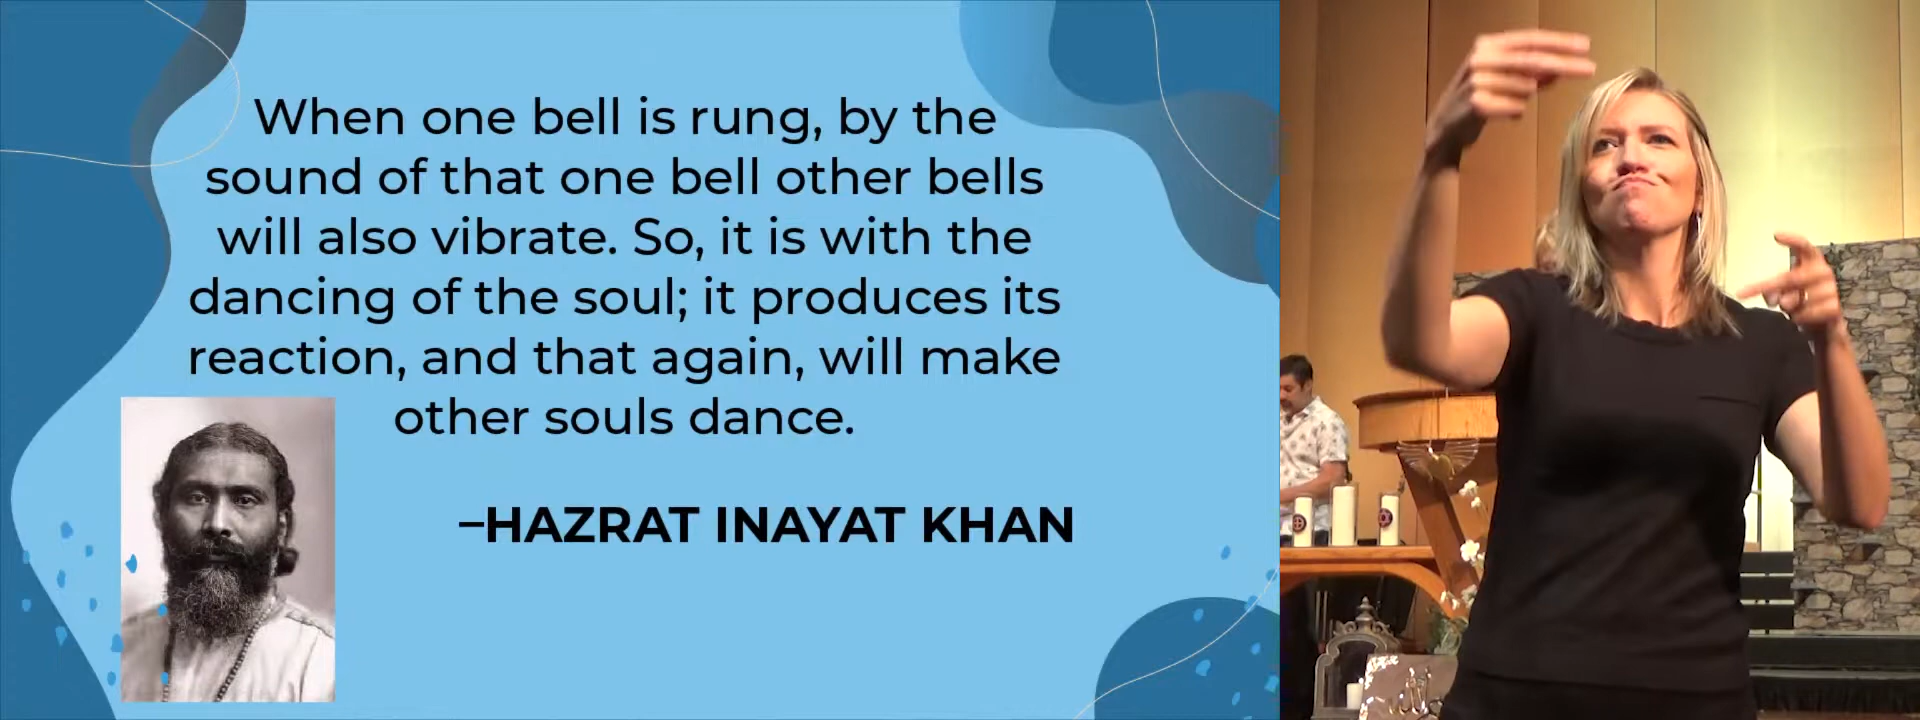 When one bell is rung, by the
sound of that one bell other bells
will also vibrate. So, it is with the
dancing of the soul; it produces its
reaction, and that again, will make
other souls dance.
–HAZRAT INAYAT KHAN